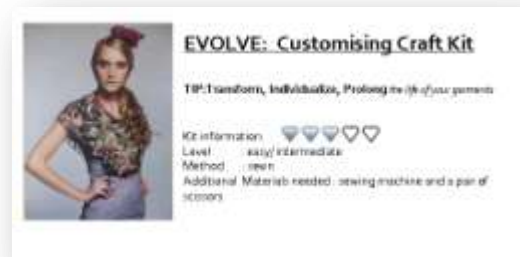 EVOLVE: Customising Craft Kit
TIP:Transform, Individualize, Prolong the life of your garments
Kit information
Level : easy/ intermediate
Method : sewn
Additional Materials needed : sewing machine and a pair of
scissors